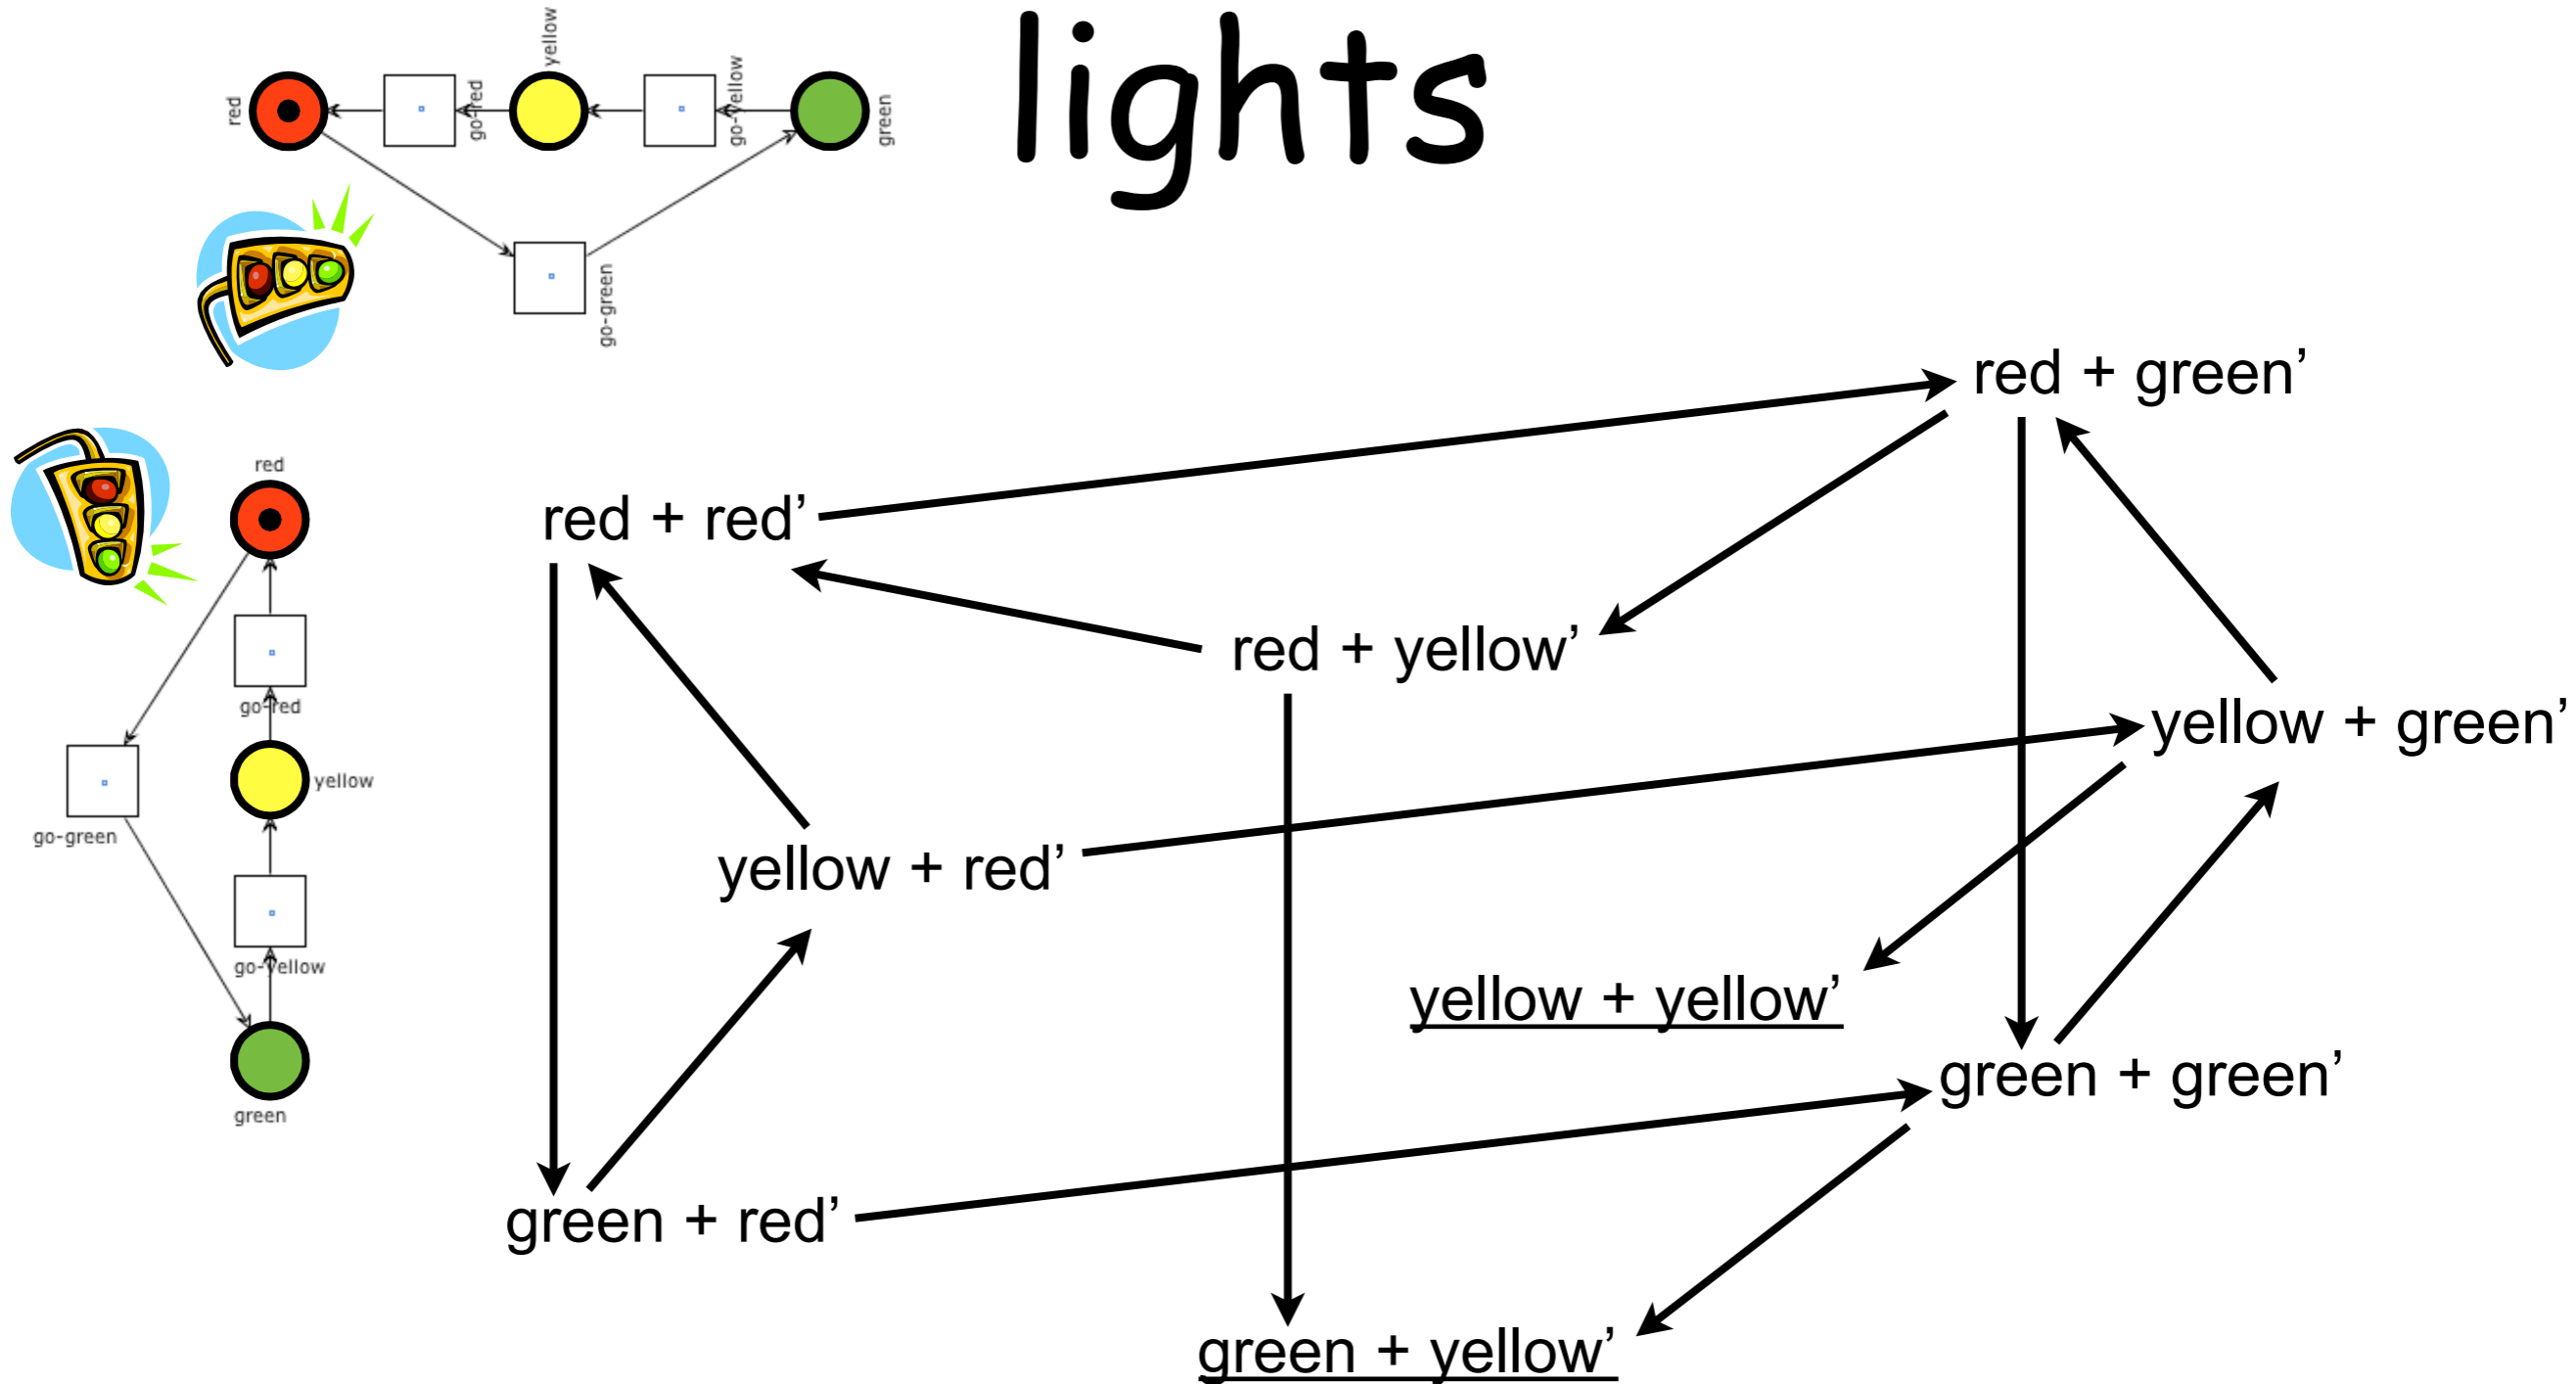 lights
yellow
red
go-red
go-yellow
green
go-green
red
go-red
yellow
go-green
go-yellow
green
red + green’
red + red’
red + yellow’
yellow + green’
yellow + red’
yellow + yellow’
green + green’
green + red’
green + yellow’